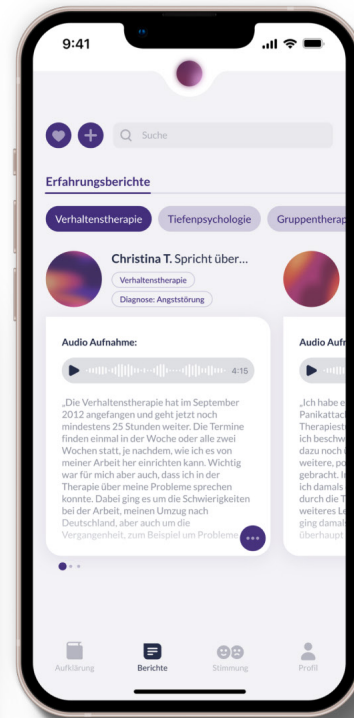 9:41
Suche
Erfahrungsberichte
Verhaltenstherapie
Tiefenpsychologie
Gruppentherap
Christina T. Spricht über...
Verhaltenstherapie
Diagnose: Angststörung
Audio Aufnahme:
4:15
„Die Verhaltenstherapie hat im September
2012 angefangen und geht jetzt noch
mindestens 25 Stunden weiter. Die Termine
finden einmal in der Woche oder alle zwei
Wochen statt, je nachdem, wie ich es von
meiner Arbeit her einrichten kann. Wichtig
war für mich aber auch, dass ich in der
Therapie über meine Probleme sprechen
konnte. Dabei ging es um die Schwierigkeiten
bei der Arbeit, meinen Umzug nach
Deutschland, aber auch um die
Vergangenheit, zum Beispiel um Probleme
Audio Aufn
„Ich habe e
Panikattac
Therapiest
ich beschw
dazu noch
weitere, po
gebracht. I
ich damals
durch die T
weiteres Le
ging damal
überhaupt
Aufklärung
Berichte
Stimmung
Profil